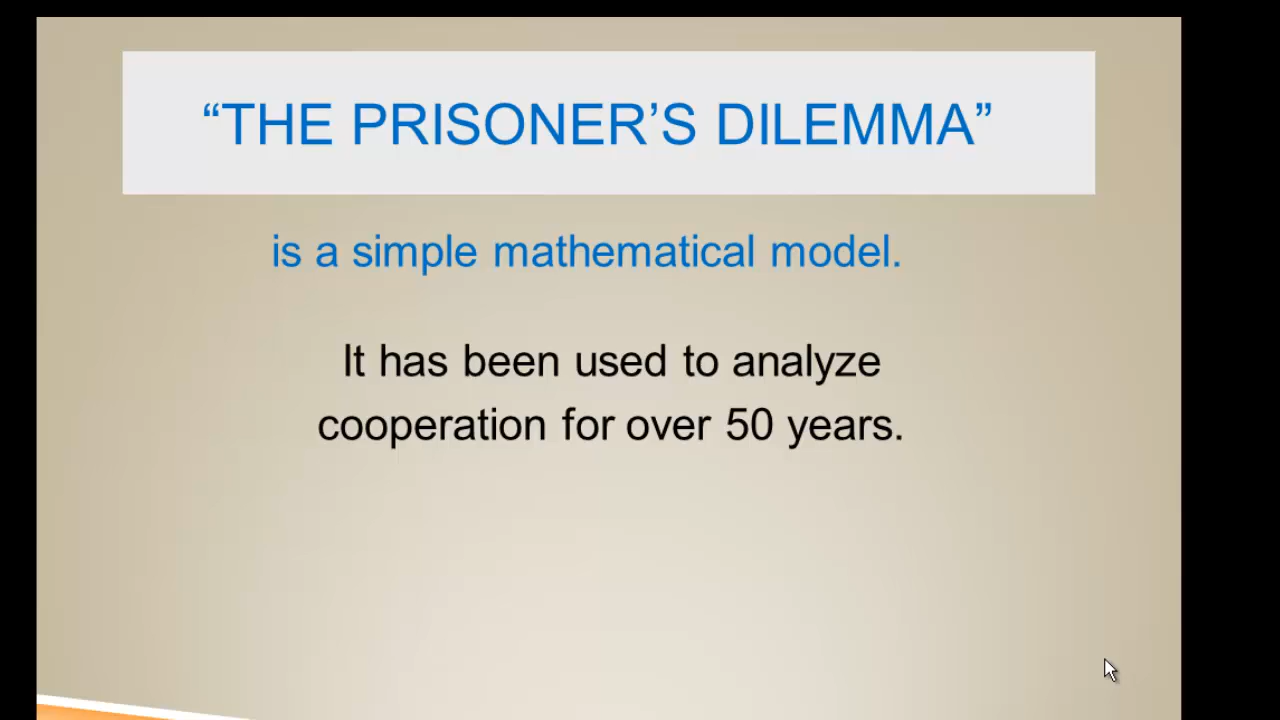 “THE PRISONER’S DILEMMA”
is a simple mathematical model.
It has been used to analyze
cooperation for over 50 years.